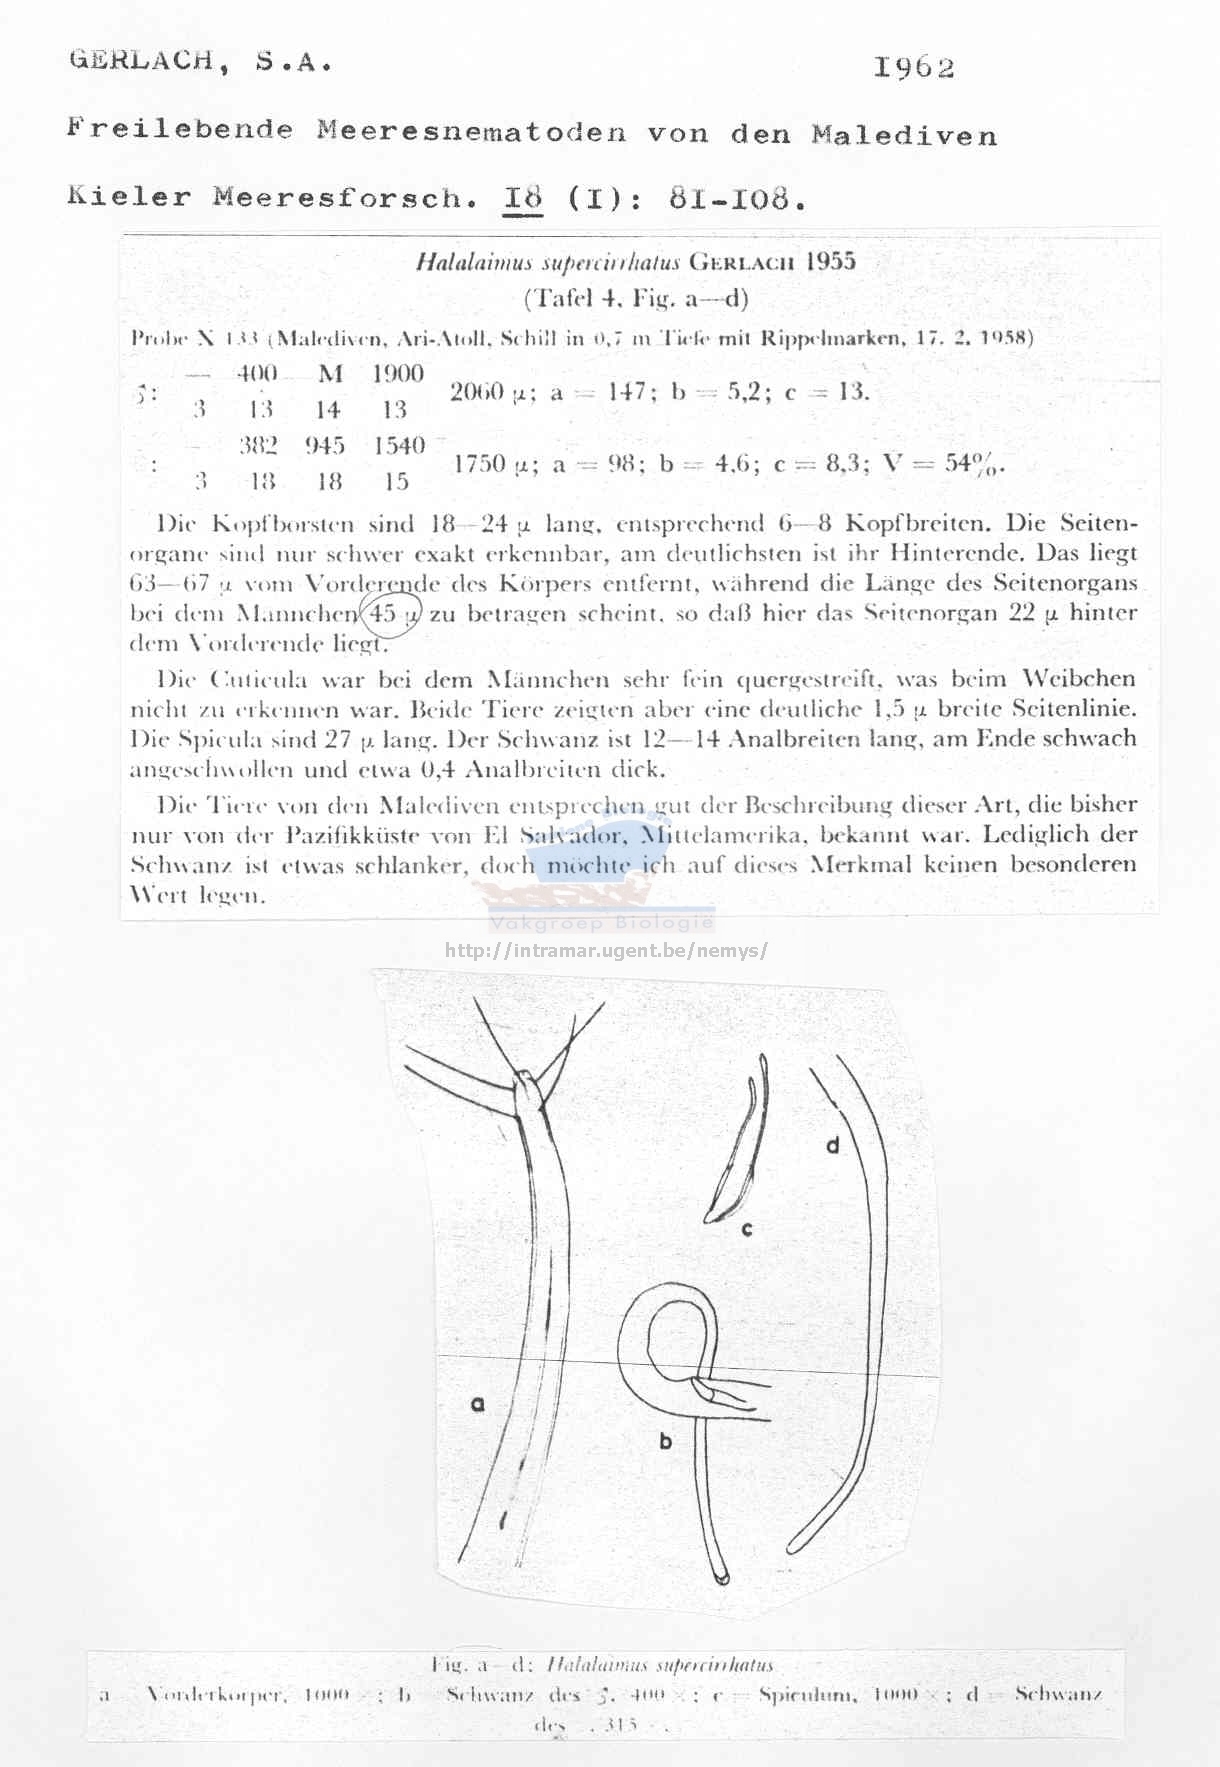 GERLACH, S.A. 1962
Freilebende Meeresnematoden von den Malediven
Kieler Meeresforsch. I8 (I): 8I-IO8.
Halalaimus supercirrhatus GERLACH 1955
(Tafel 4, Fig. a—d)
Probe N 133 (Malediven, Ari-Atoll, Schill in 0,7 m Tiefe mit Rippelmarken, 17. 2. 1958)
— 400 M 1900
♂: 2060 μ; a = 147; b = 5,2; c = 13.
3 13 14 13
— 382 945 1540
: 1750 μ; a = 98; b = 4,6; c = 8,3; V = 54%.
3 18 18 15
Die Kopfborsten sind 18—24 μ lang, entsprechend 6—8 Kopfbreiten. Die Seiten-
organe sind nur schwer exakt erkennbar, am deutlichsten ist ihr Hinterende. Das liegt
63—67 μ vom Vorderende des Körpers entfernt, während die Länge des Seitenorgans
bei dem Männchen 45 μ zu betragen scheint, so daß hier das Seitenorgan 22 μ hinter
dem Vorderende liegt.
Die Cuticula war bei dem Männchen sehr fein quergestreift, was beim Weibchen
nicht zu erkennen war. Beide Tiere zeigten aber eine deutliche 1,5 μ breite Seitenlinie.
Die Spicula sind 27 μ lang. Der Schwanz ist 12—14 Analbreiten lang, am Ende schwach
angeschwollen und etwa 0,4 Analbreiten dick.
Die Tiere von den Malediven entsprechen gut der Beschreibung dieser Art, die bisher
nur von der Pazifikküste von El Salvador, Mittelamerika, bekannt war. Lediglich der
Schwanz ist etwas schlanker, doch möchte ich auf dieses Merkmal keinen besonderen
Wert legen.
Vakgroep Biologie
http://intramar.ugent.be/nemys/
d
c
a
b
Fig. a—d: Halalaimus supercirrhatus
a Vorderkörper, 1000 ×; b Schwanz des ♂, 400 ×; c = Spiculum, 1000 ×; d = Schwanz
des , 315 ×.